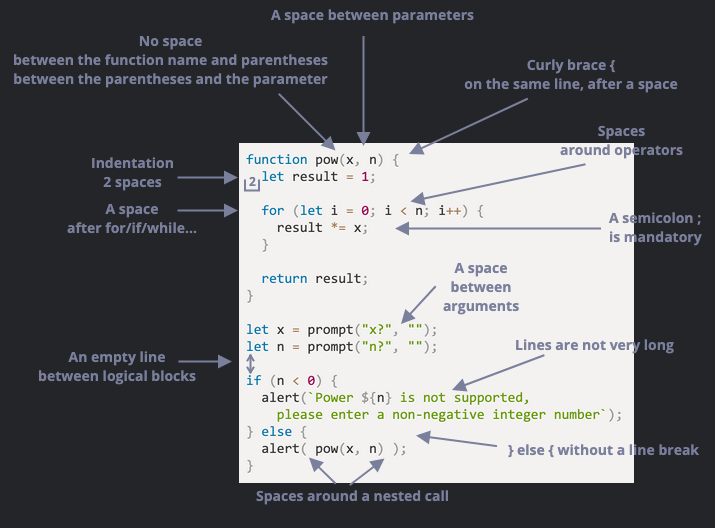 A space between parameters
No space
between the function name and parentheses
between the parentheses and the parameter
Curly brace {
on the same line, after a space
Spaces
around operators
Indentation
2 spaces
A space
after for/if/while...
A semicolon ;
is mandatory
function pow(x, n) {
2
  let result = 1;

  for (let i = 0; i < n; i++) {
    result *= x;
  }

  return result;
}
A space
between
arguments

let x = prompt("x?", "");
let n = prompt("n?", "");
An empty line
between logical blocks
Lines are not very long

if (n < 0) {
  alert(`Power ${n} is not supported,
    please enter a non-negative integer number`);
} else {
  alert( pow(x, n) );
}
} else { without a line break
Spaces around a nested call